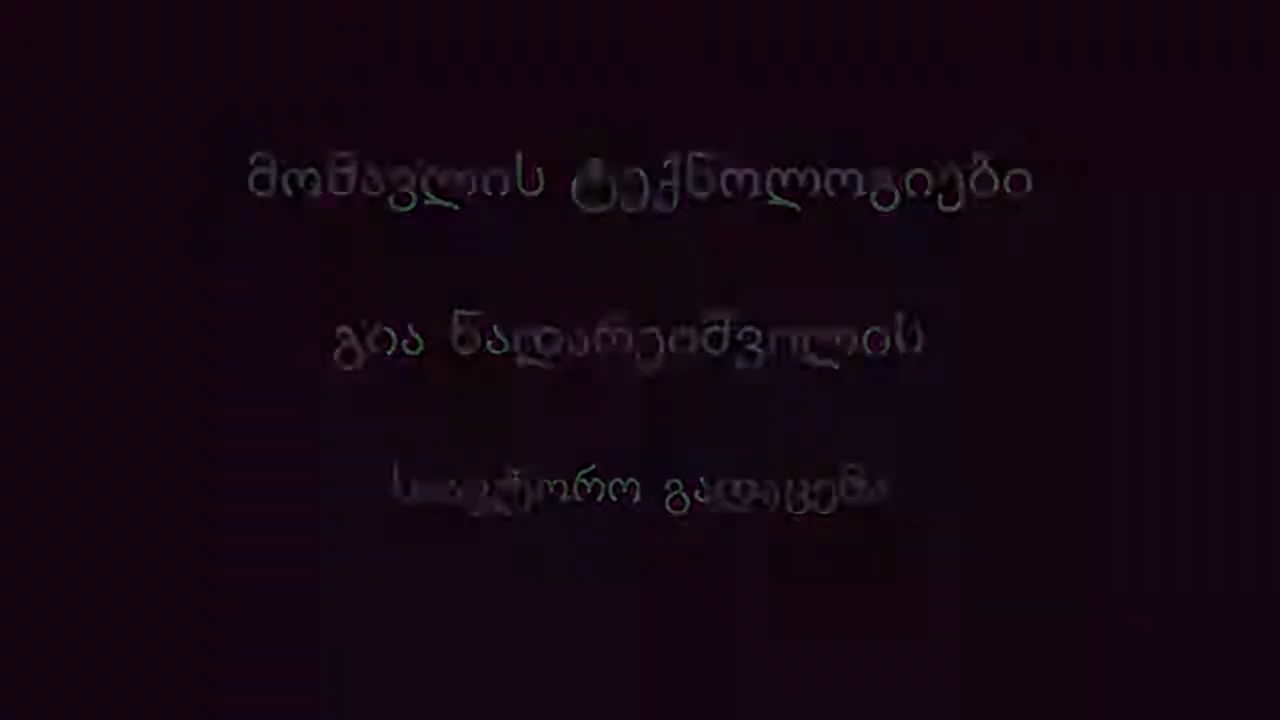 მომავლის ტექნოლოგიები
გია ნადარეიშვილის
საავტორო გადაცემა